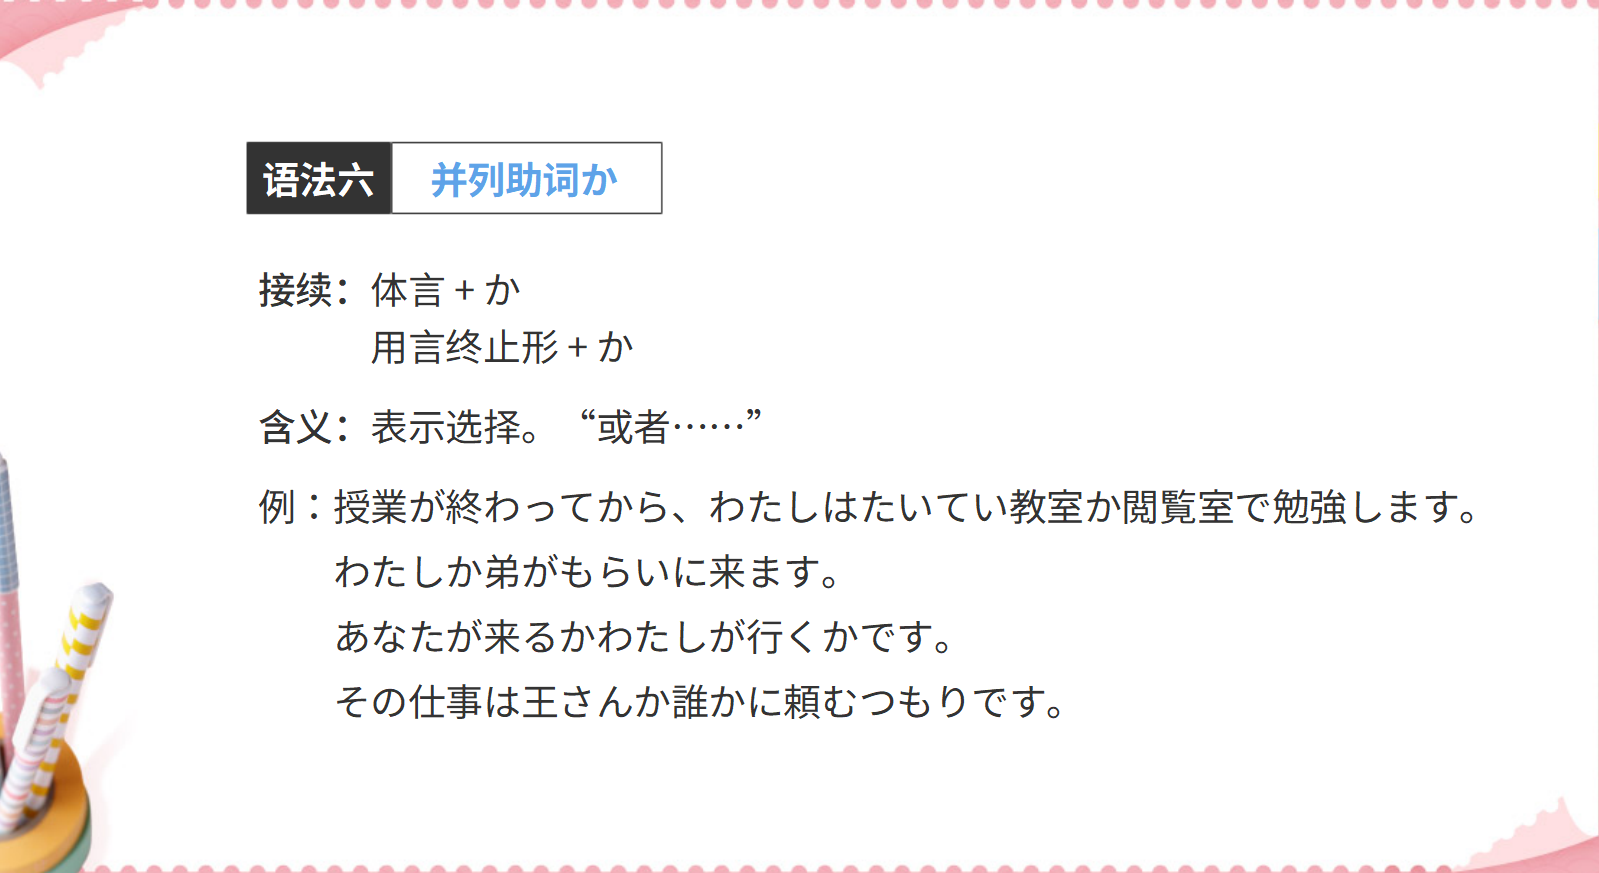 语法六 并列助词か
接续：体言 + か
用言终止形 + か
含义：表示选择。 “或者……”
例：授業が終わってから、わたしはたいてい教室か閲覧室で勉強します。
わたしか弟がもらいに来ます。
あなたが来るかわたしが行くかです。
その仕事は王さんか誰かに頼むつもりです。